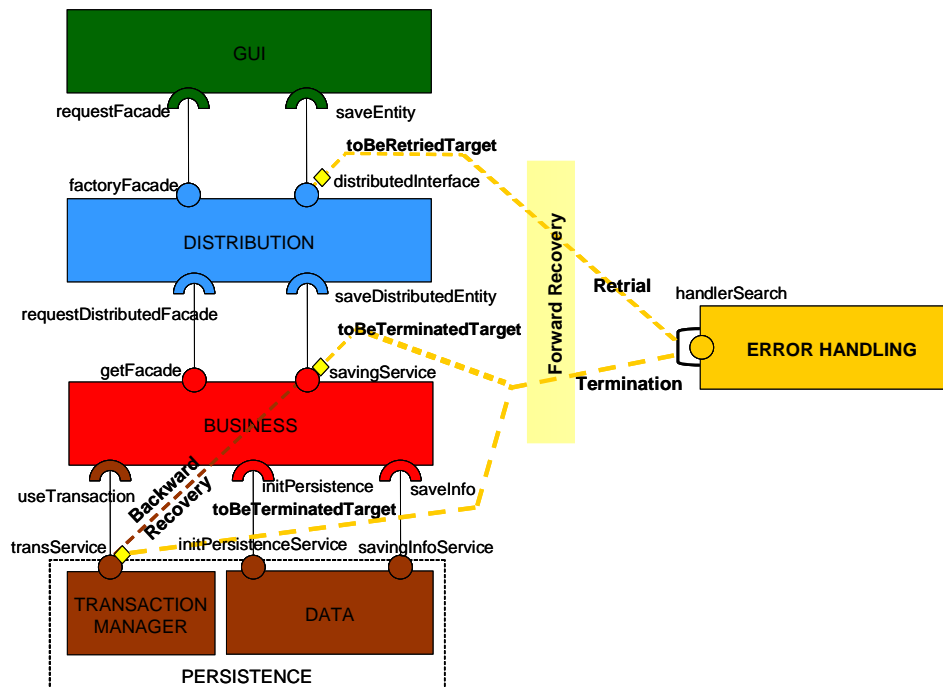 GUI
requestFacade
saveEntity
toBeRetriedTarget
factoryFacade
distributedInterface
DISTRIBUTION
Forward Recovery
requestDistributedFacade
saveDistributedEntity
Retrial
handlerSearch
toBeTerminatedTarget
ERROR HANDLING
getFacade
savingService
Termination
BUSINESS
Backward
Recovery
useTransaction
initPersistence
saveInfo
toBeTerminatedTarget
transService
initPersistenceService
savingInfoService
TRANSACTION
MANAGER
DATA
PERSISTENCE